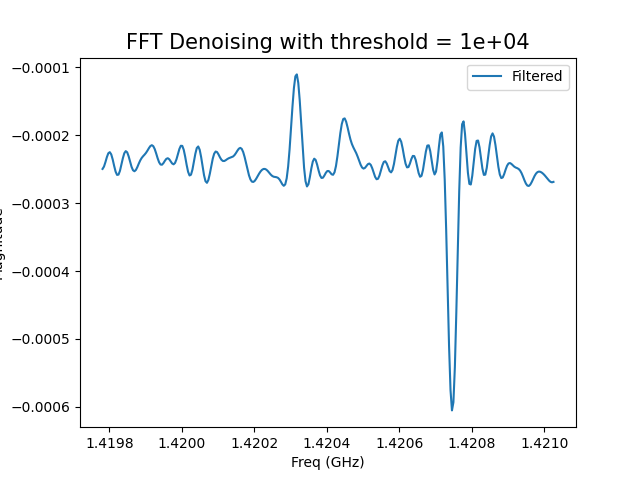 FFT Denoising with threshold = 1e+04
Filtered
−0.0001
−0.0002
−0.0003
−0.0004
−0.0005
−0.0006
1.4198 1.4200 1.4202 1.4204 1.4206 1.4208 1.4210
Freq (GHz)